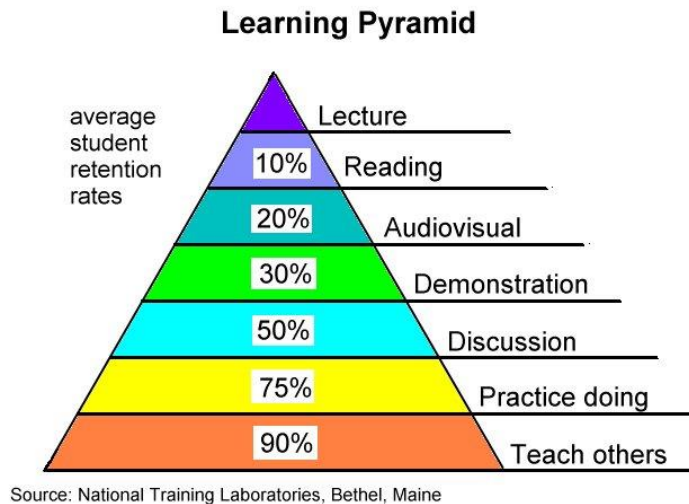 Learning Pyramid
average
student
retention
rates
Lecture
10% Reading
20% Audiovisual
30% Demonstration
50% Discussion
75% Practice doing
90% Teach others
Source: National Training Laboratories, Bethel, Maine